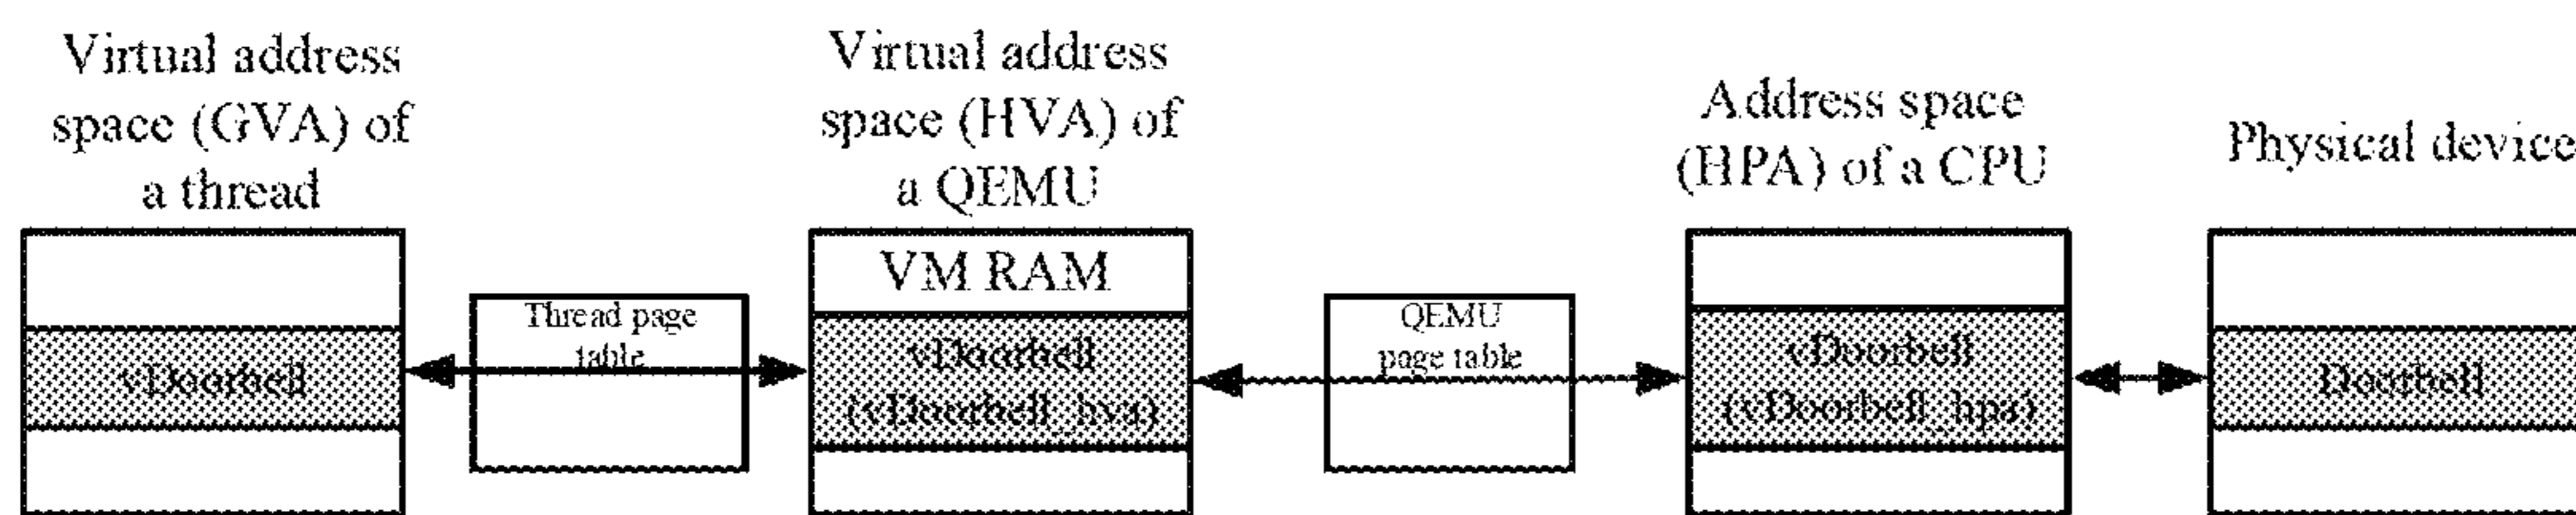 Virtual address
space (GVA) of
a thread
Virtual address
space (HVA) of
a QEMU
Address space
(HPA) of a CPU
Physical device
VM RAM
Thread page
table
QEMU
page table
vDoorbell
vDoorbell
(vDoorbell_hva)
vDoorbell
(vDoorbell_hpa)
Doorbell